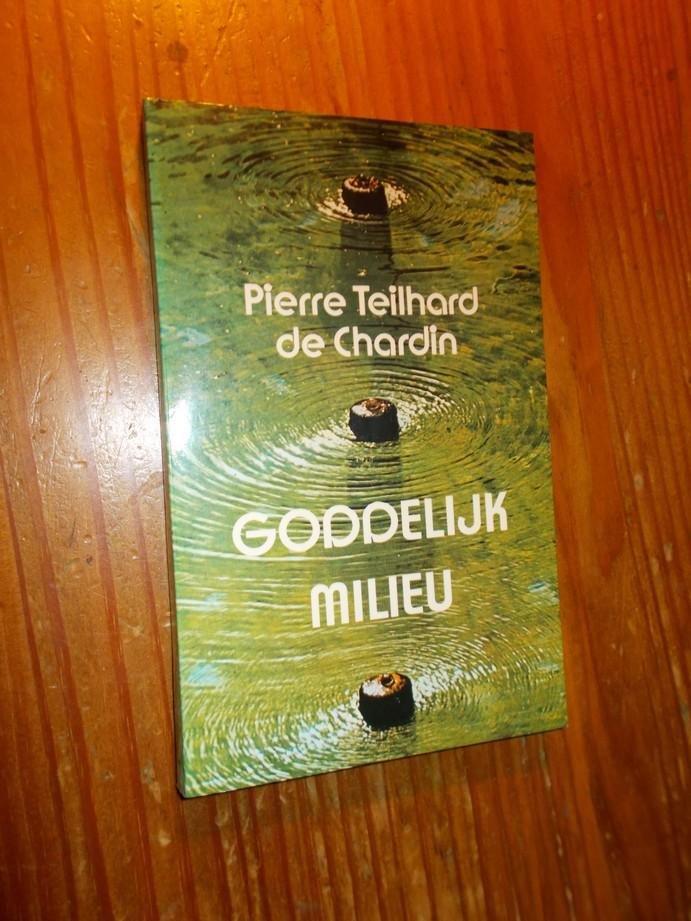 Pierre Teilhard
de Chardin
GODDELIJK
MILIEU